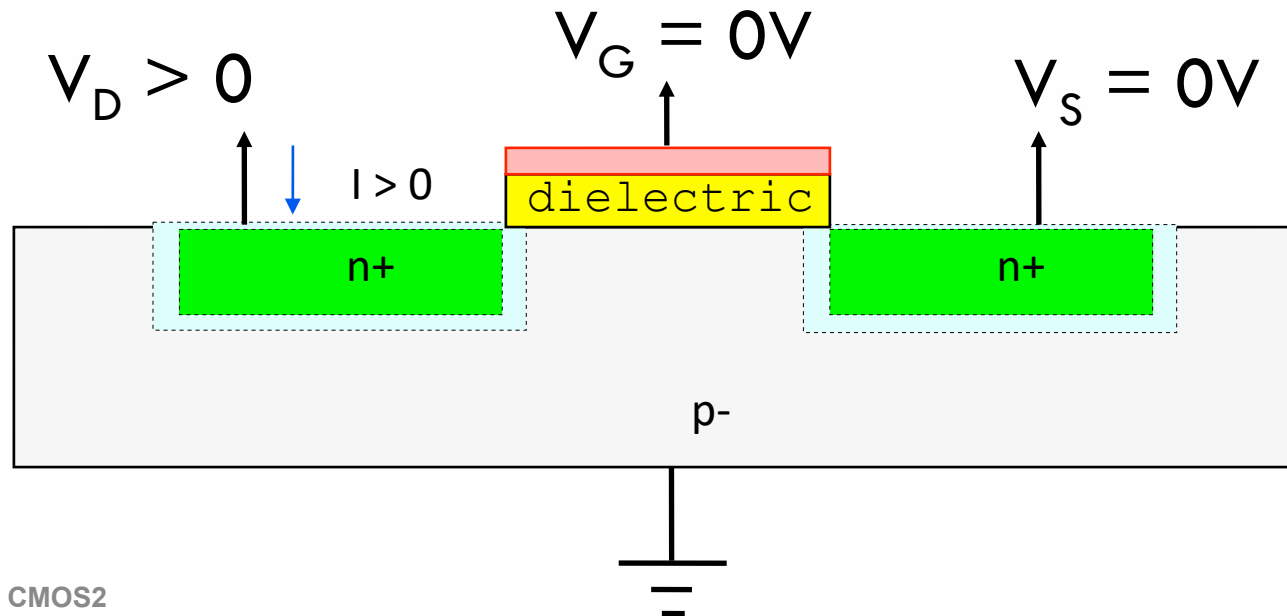 V_G = 0V
V_D > 0
V_S = 0V
I > 0
dielectric
n+
n+
p-
CMOS2